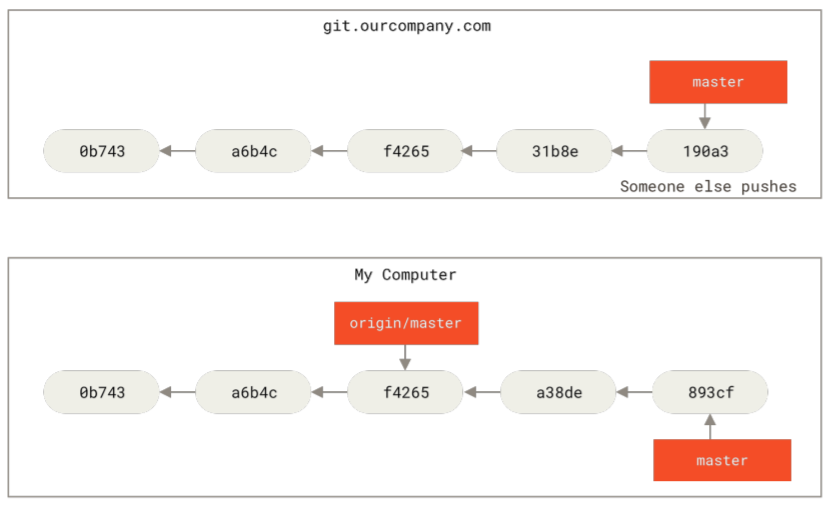 git.ourcompany.com
master
0b743
a6b4c
f4265
31b8e
190a3
Someone else pushes
My Computer
origin/master
0b743
a6b4c
f4265
a38de
893cf
master